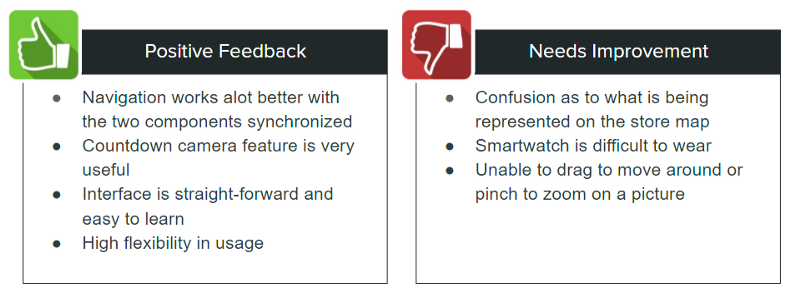 Positive Feedback
● Navigation works alot better with
the two components synchronized
● Countdown camera feature is very
useful
● Interface is straight-forward and
easy to learn
● High flexibility in usage
Needs Improvement
● Confusion as to what is being
represented on the store map
● Smartwatch is difficult to wear
● Unable to drag to move around or
pinch to zoom on a picture